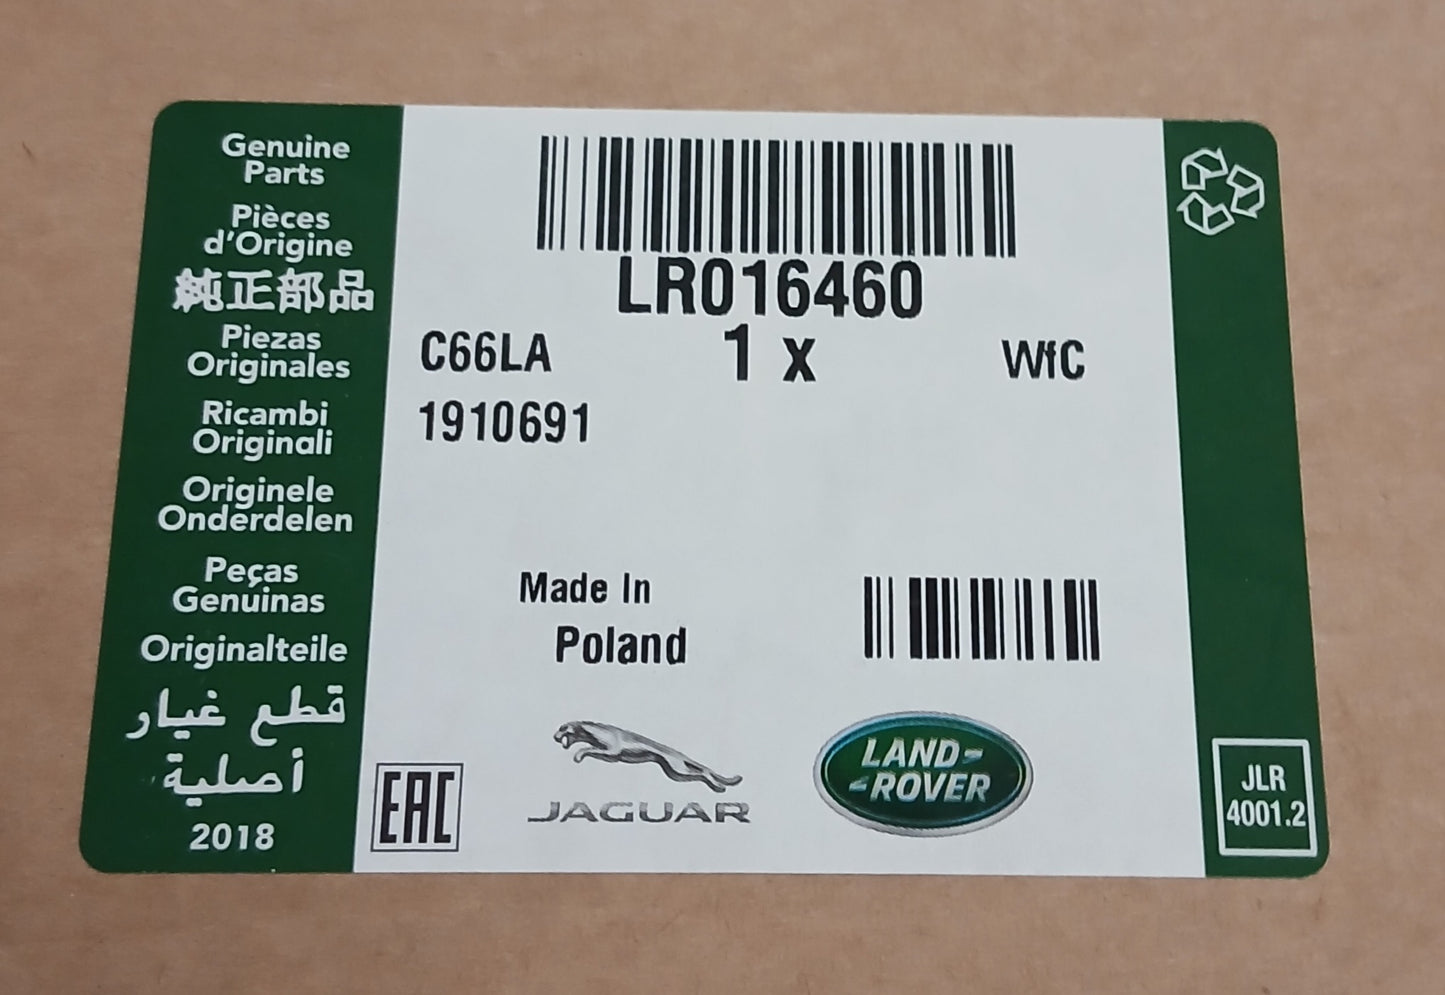 Genuine
Parts
Pièces
d'Origine
純正部品
Piezas
Originales
Ricambi
Originali
Originele
Onderdelen
Peças
Genuinas
Originalteile
قطع غيار
أصلية
2018
LR016460
C66LA 1 x WfC
1910691
Made In
Poland
EAC
JAGUAR
LAND-
-ROVER
JLR
4001.2